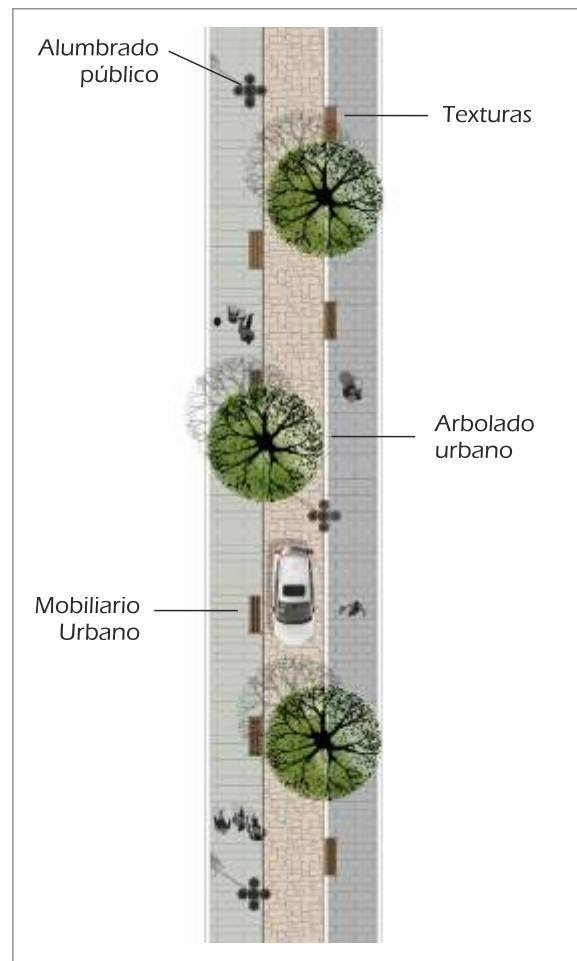 Alumbrado
público
Texturas
Arbolado
urbano
Mobiliario
Urbano